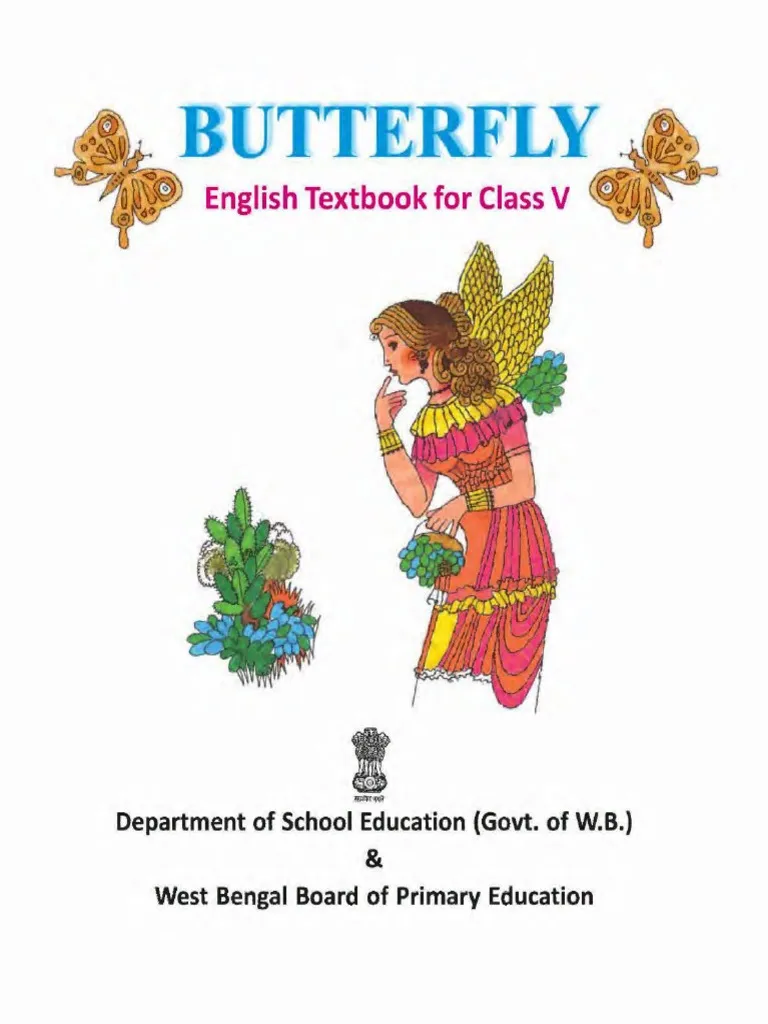 BUTTERFLY
English Textbook for Class V
Department of School Education (Govt. of W.B.)
&
West Bengal Board of Primary Education